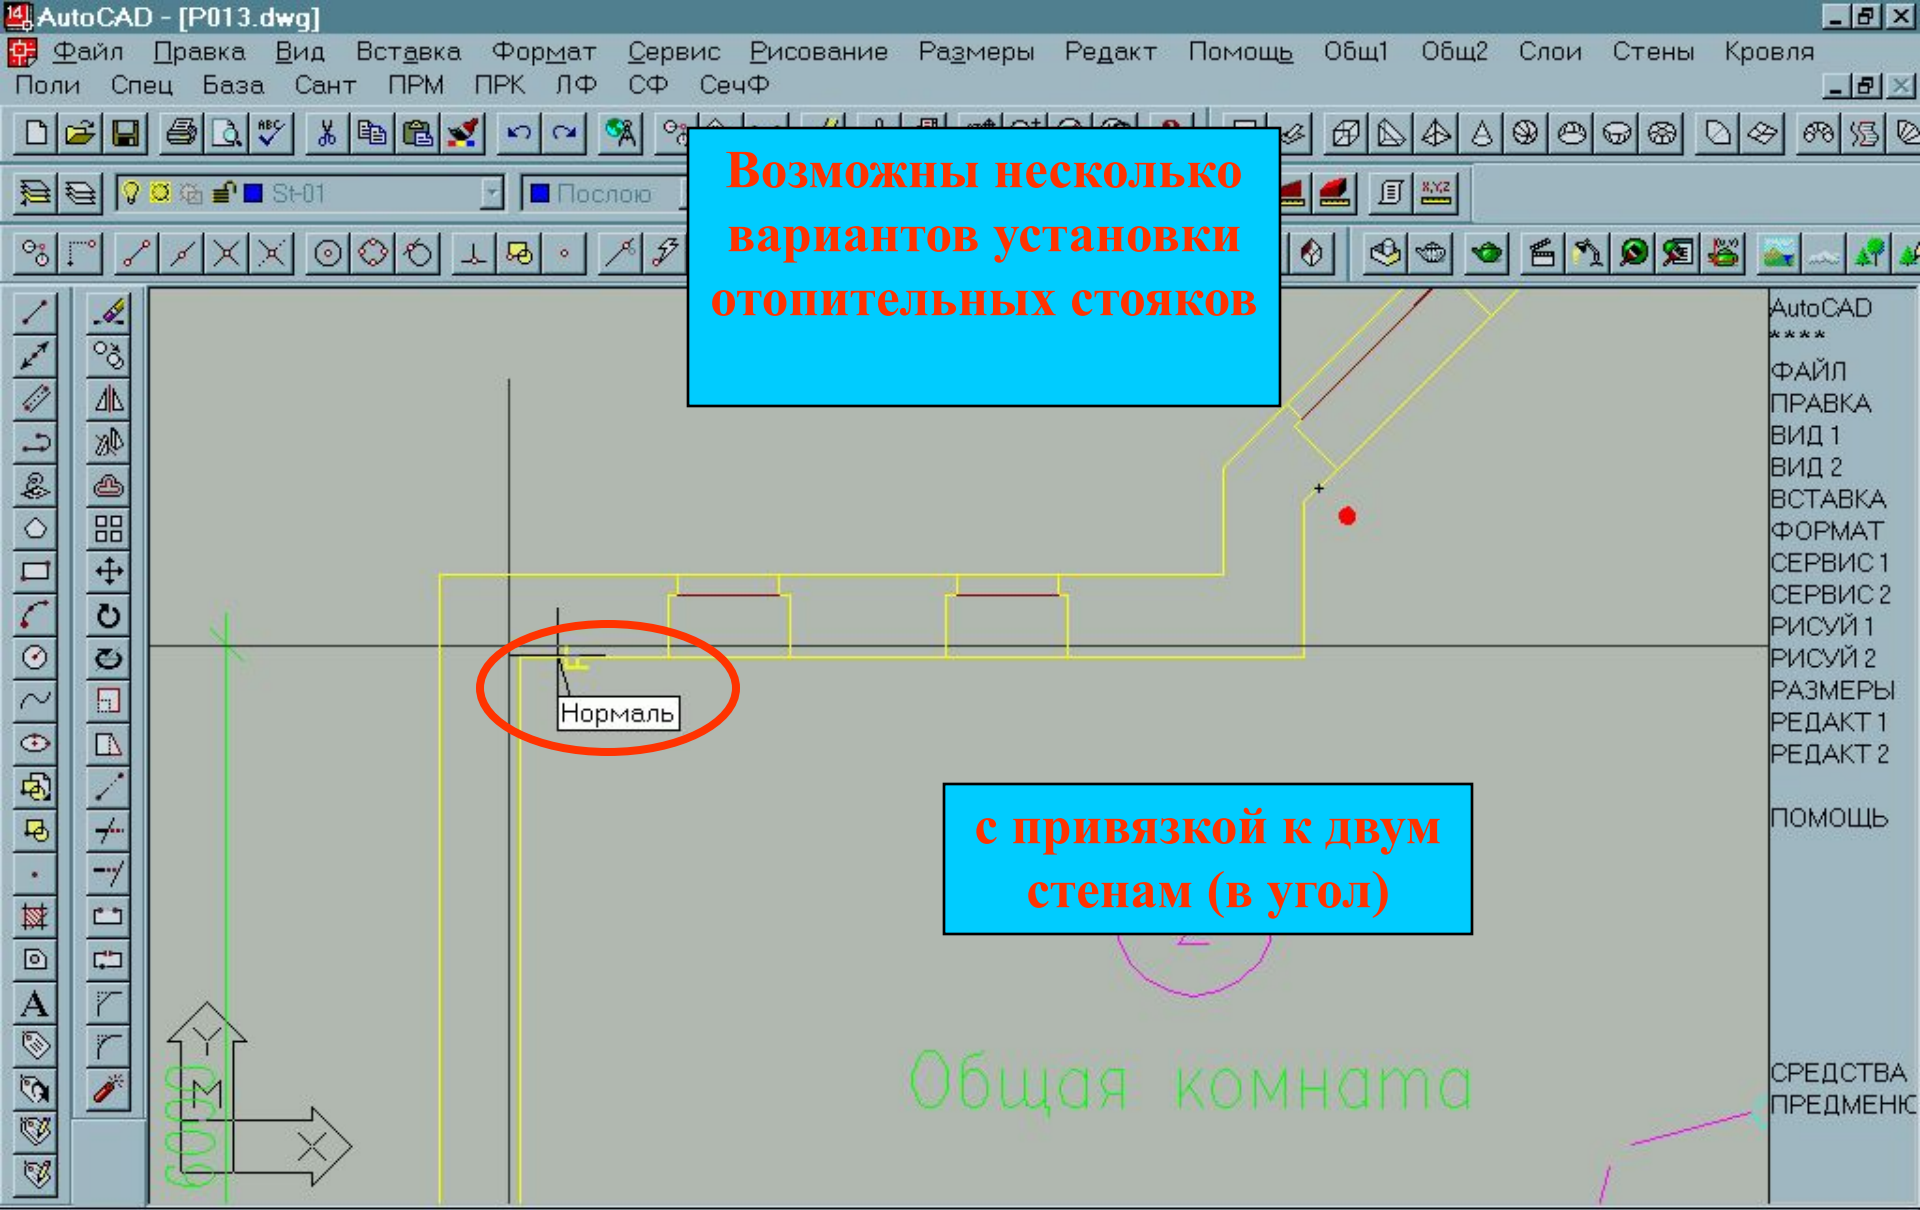 AutoCAD - [P013.dwg]
Файл Правка Вид Вставка Формат Сервис Рисование Размеры Редакт Помощь Общ1 Общ2 Слои Стены Кровля
Поли Спец База Сант ПРМ ПРК ЛФ СФ СечФ
St-01
Послою
Возможны несколько
вариантов установки
отопительных стояков
AutoCAD
****
ФАЙЛ
ПРАВКА
ВИД 1
ВИД 2
ВСТАВКА
ФОРМАТ
СЕРВИС 1
СЕРВИС 2
РИСУЙ 1
РИСУЙ 2
РАЗМЕРЫ
РЕДАКТ 1
РЕДАКТ 2
ПОМОЩЬ
СРЕДСТВА
ПРЕДМЕНЮ
Нормаль
с привязкой к двум
стенам (в угол)
Общая комната
6000
Y
M
X